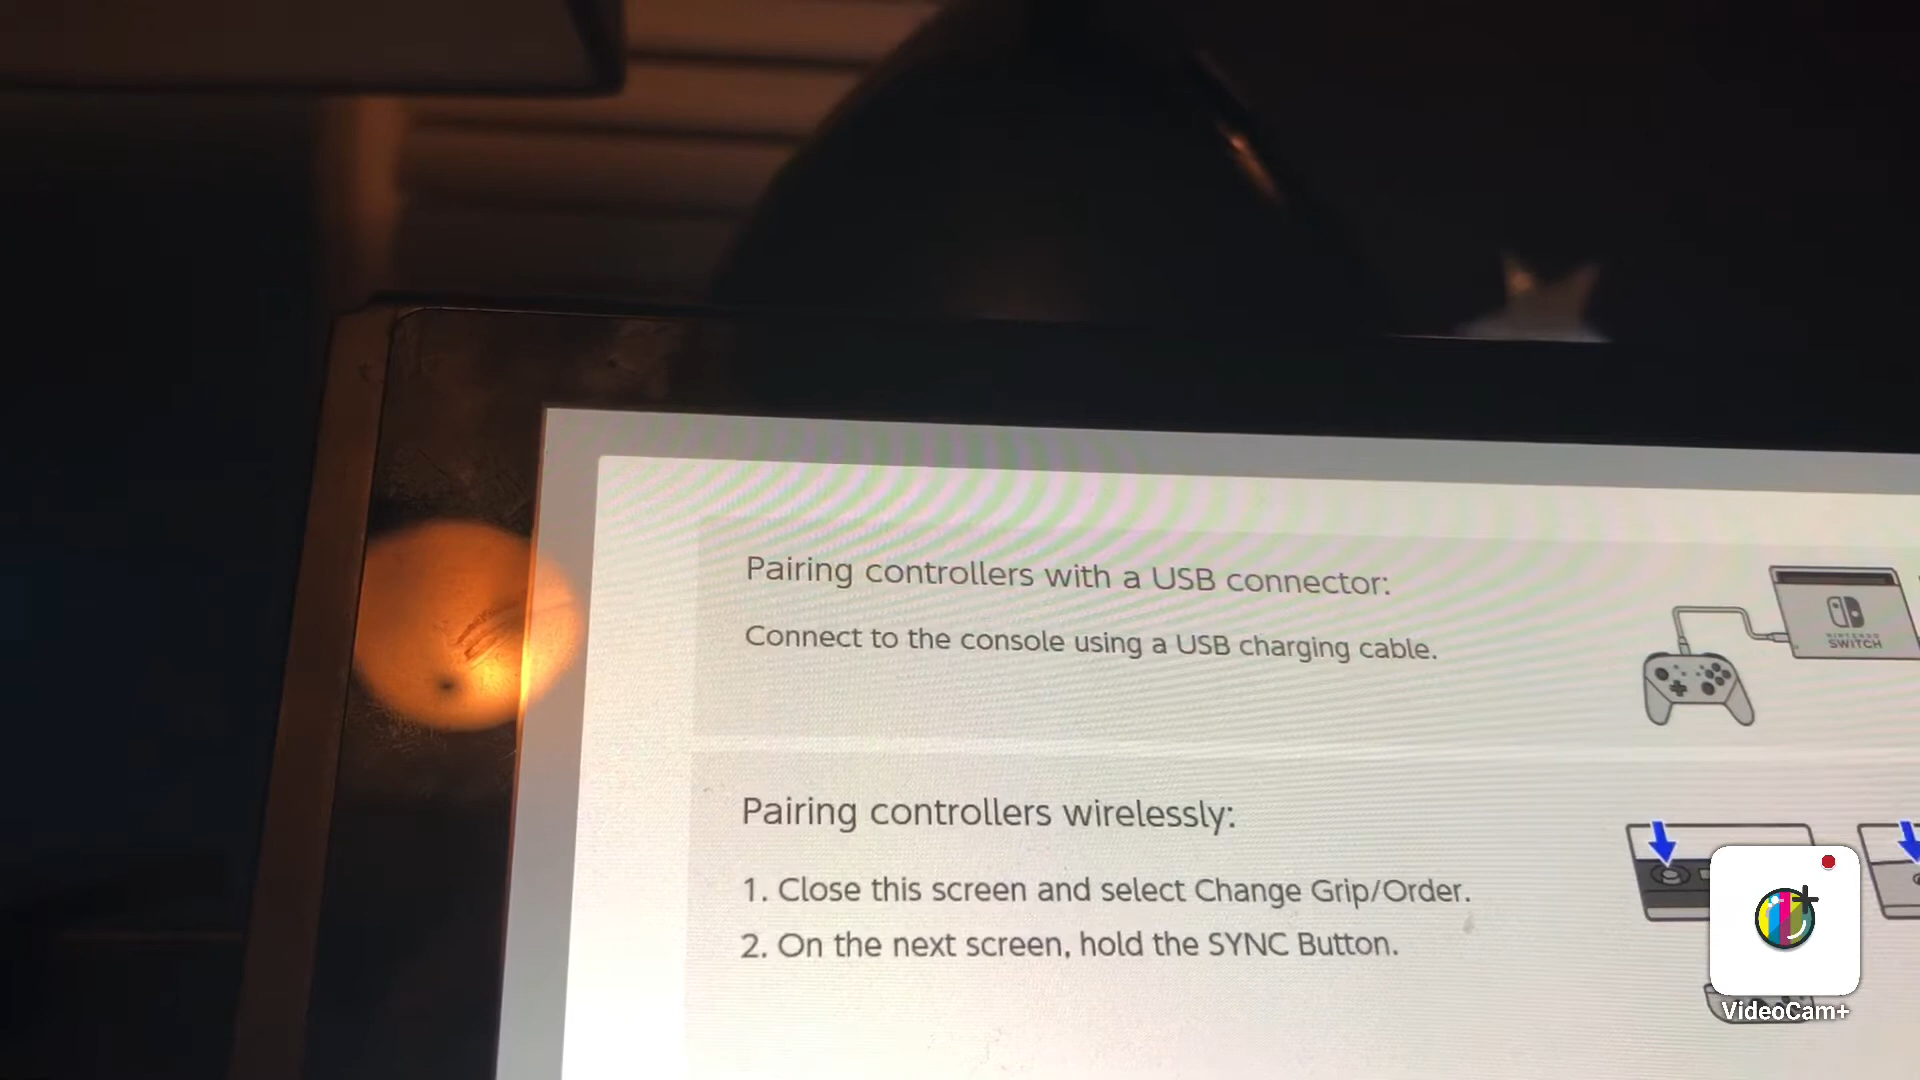 Pairing controllers with a USB connector:
Connect to the console using a USB charging cable.
NINTENDO
SWITCH
Pairing controllers wirelessly:
1. Close this screen and select Change Grip/Order.
2. On the next screen, hold the SYNC Button.
VideoCam+